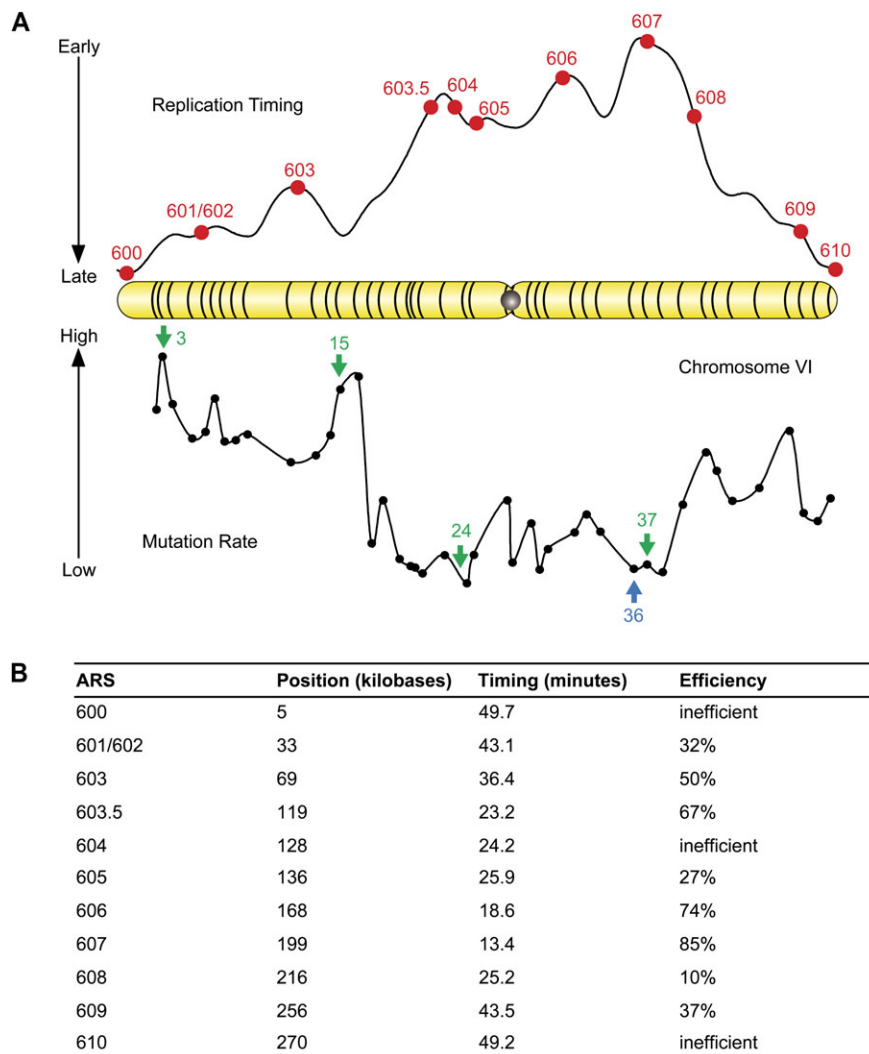 A
Early
607
606
603.5 604
Replication Timing
605
608
603
601/602
609
600
610
Late
High
3
15
Chromosome VI
24
37
Mutation Rate
Low
36
B
ARS Position (kilobases) Timing (minutes) Efficiency
600 5 49.7 inefficient
601/602 33 43.1 32%
603 69 36.4 50%
603.5 119 23.2 67%
604 128 24.2 inefficient
605 136 25.9 27%
606 168 18.6 74%
607 199 13.4 85%
608 216 25.2 10%
609 256 43.5 37%
610 270 49.2 inefficient